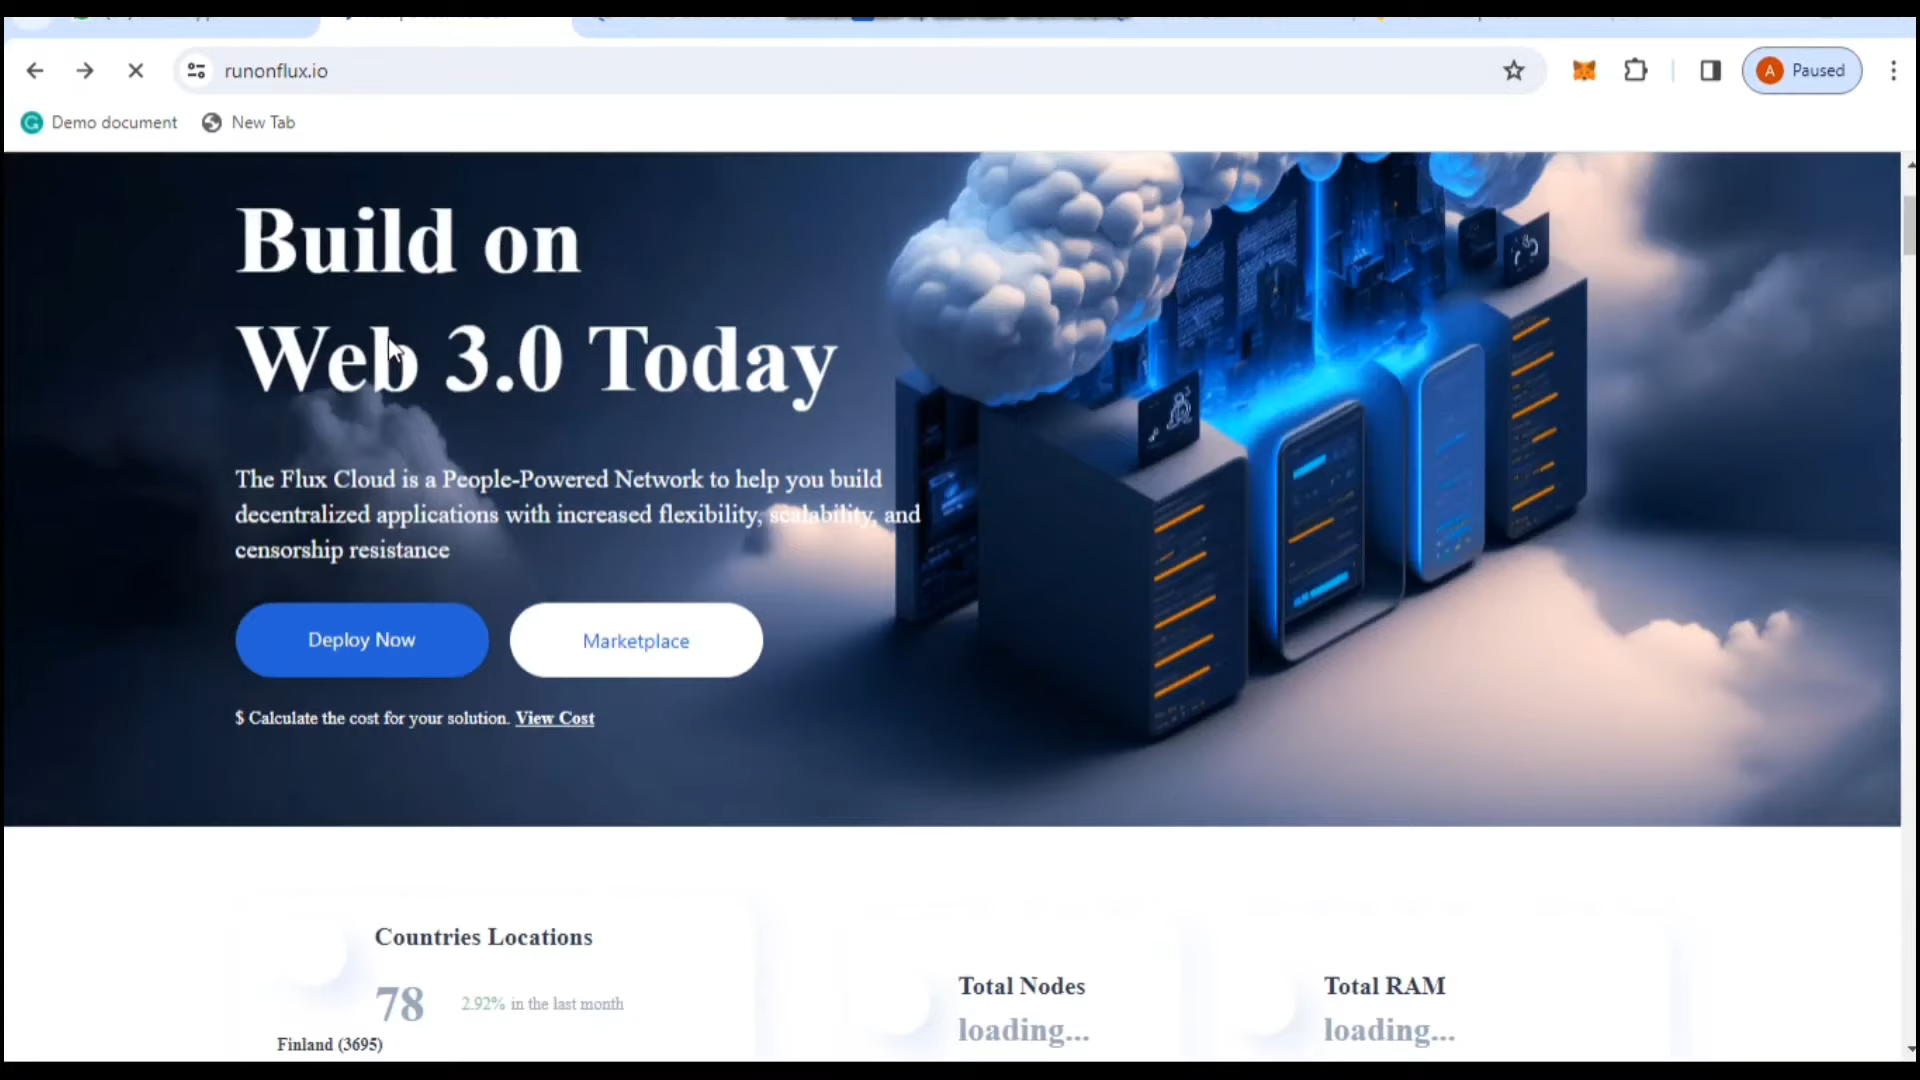 runonflux.io
A Paused
Demo document
New Tab
Build on
Web 3.0 Today
The Flux Cloud is a People-Powered Network to help you build
decentralized applications with increased flexibility, scalability, and
censorship resistance
Deploy Now
Marketplace
$ Calculate the cost for your solution. View Cost
Countries Locations
78
2.92% in the last month
Finland (3695)
Total Nodes
loading...
Total RAM
loading...